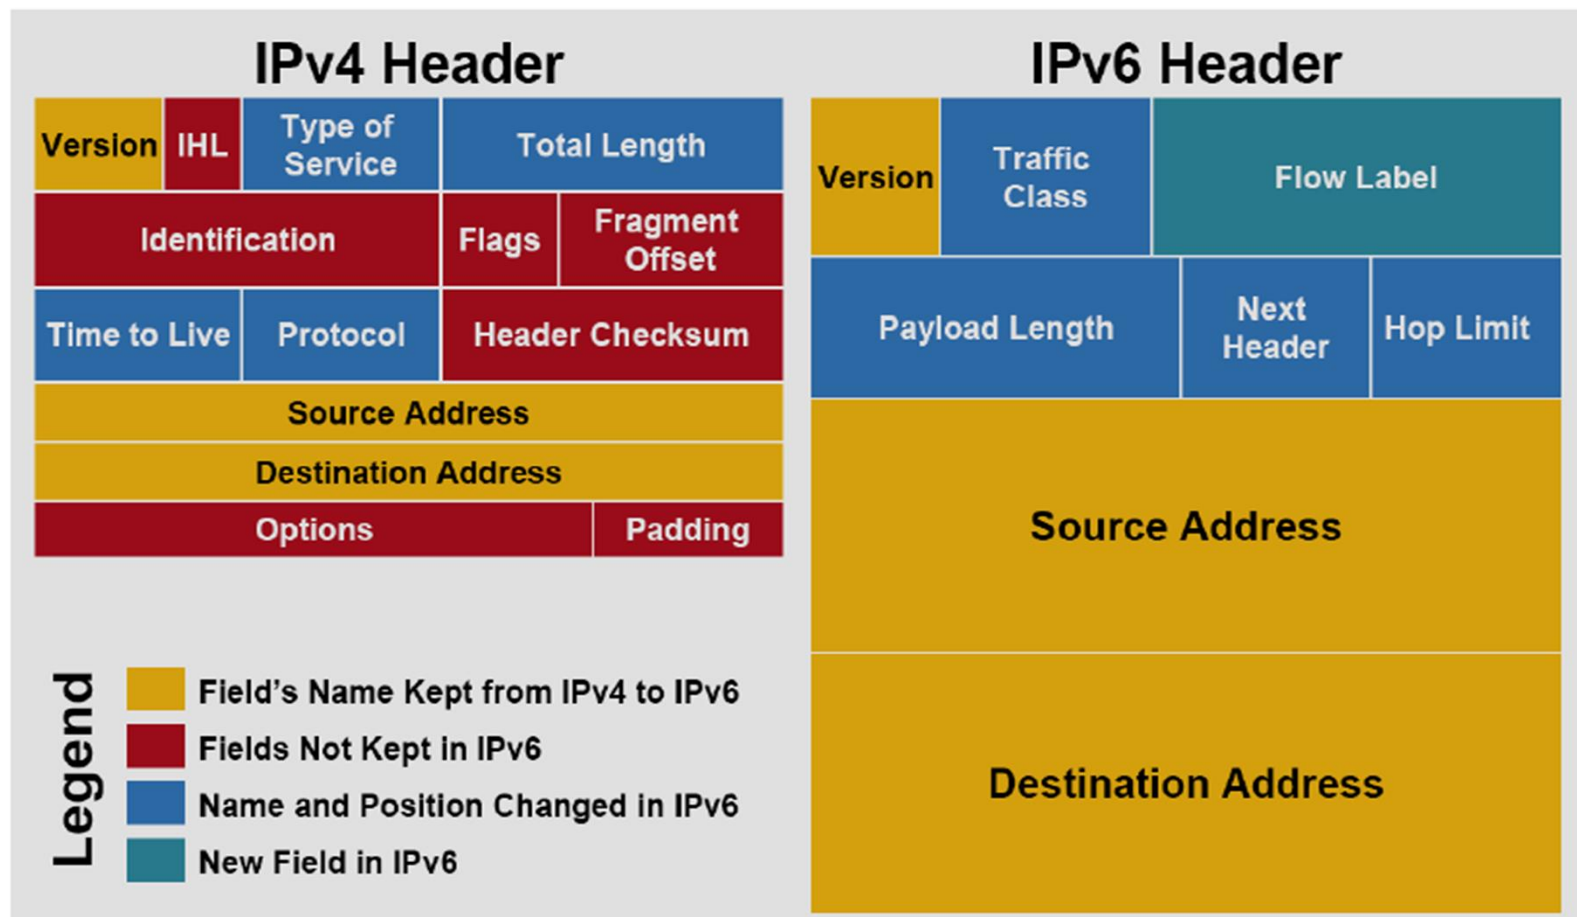 IPv4 Header
Version
IHL
Type of
Service
Total Length
Identification
Flags
Fragment
Offset
Time to Live
Protocol
Header Checksum
Source Address
Destination Address
Options
Padding
IPv6 Header
Version
Traffic
Class
Flow Label
Payload Length
Next
Header
Hop Limit
Source Address
Destination Address
Legend
Field’s Name Kept from IPv4 to IPv6
Fields Not Kept in IPv6
Name and Position Changed in IPv6
New Field in IPv6